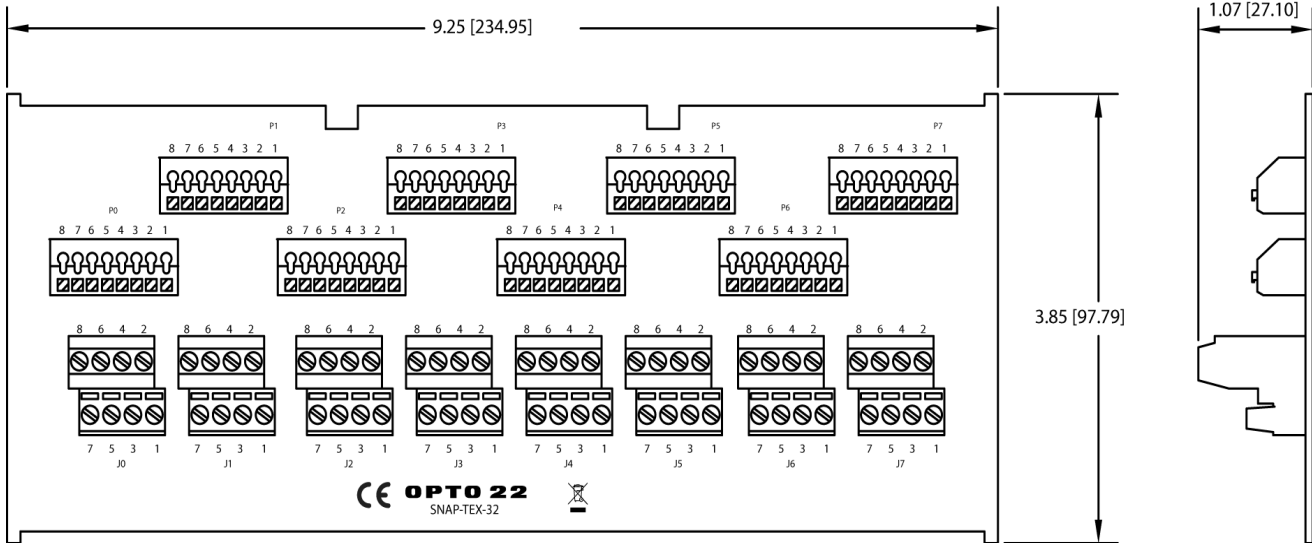 9.25 [234.95] 1.07 [27.10]
P1 P3 P5 P7
8 7 6 5 4 3 2 1 8 7 6 5 4 3 2 1 8 7 6 5 4 3 2 1 8 7 6 5 4 3 2 1
P0 P2 P4 P6
8 7 6 5 4 3 2 1 8 7 6 5 4 3 2 1 8 7 6 5 4 3 2 1 8 7 6 5 4 3 2 1
3.85 [97.79]
8 6 4 2 8 6 4 2 8 6 4 2 8 6 4 2 8 6 4 2 8 6 4 2 8 6 4 2 8 6 4 2
7 5 3 1 7 5 3 1 7 5 3 1 7 5 3 1 7 5 3 1 7 5 3 1 7 5 3 1 7 5 3 1
J0 J1 J2 J3 J4 J5 J6 J7
CE OPTO 22
SNAP-TEX-32